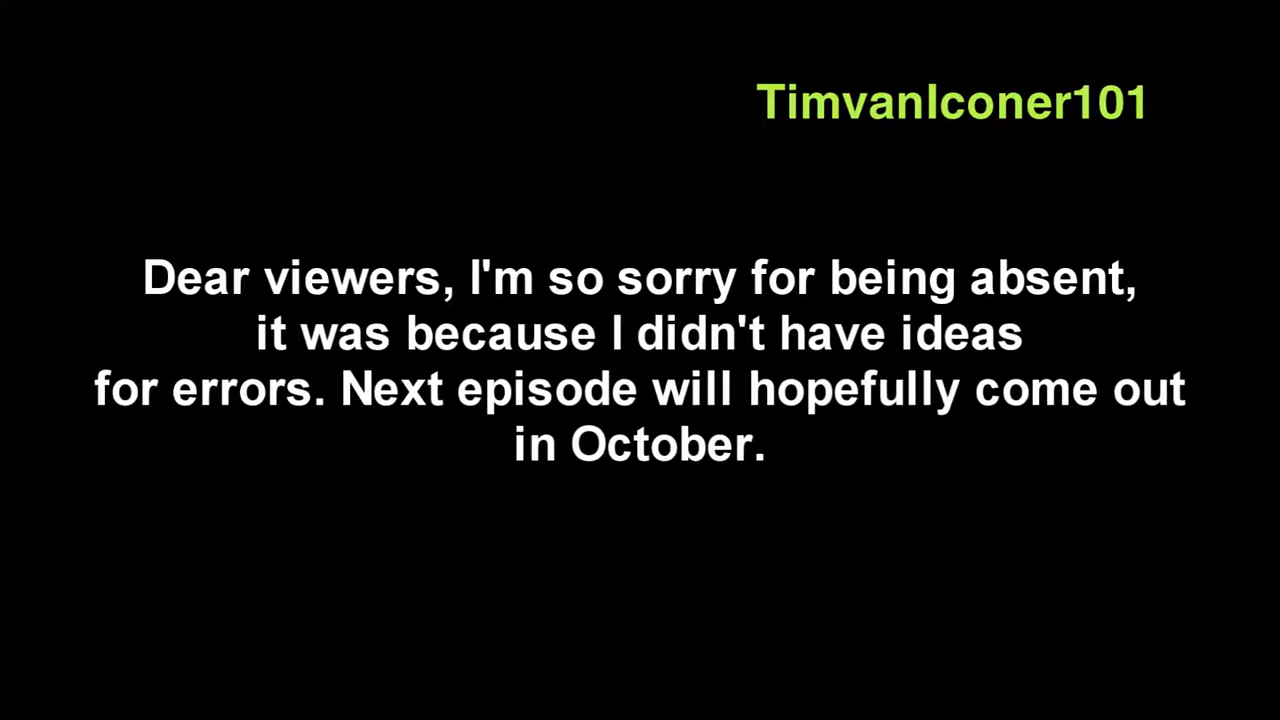 TimvanIconer101
Dear viewers, I'm so sorry for being absent,
it was because I didn't have ideas
for errors. Next episode will hopefully come out
in October.